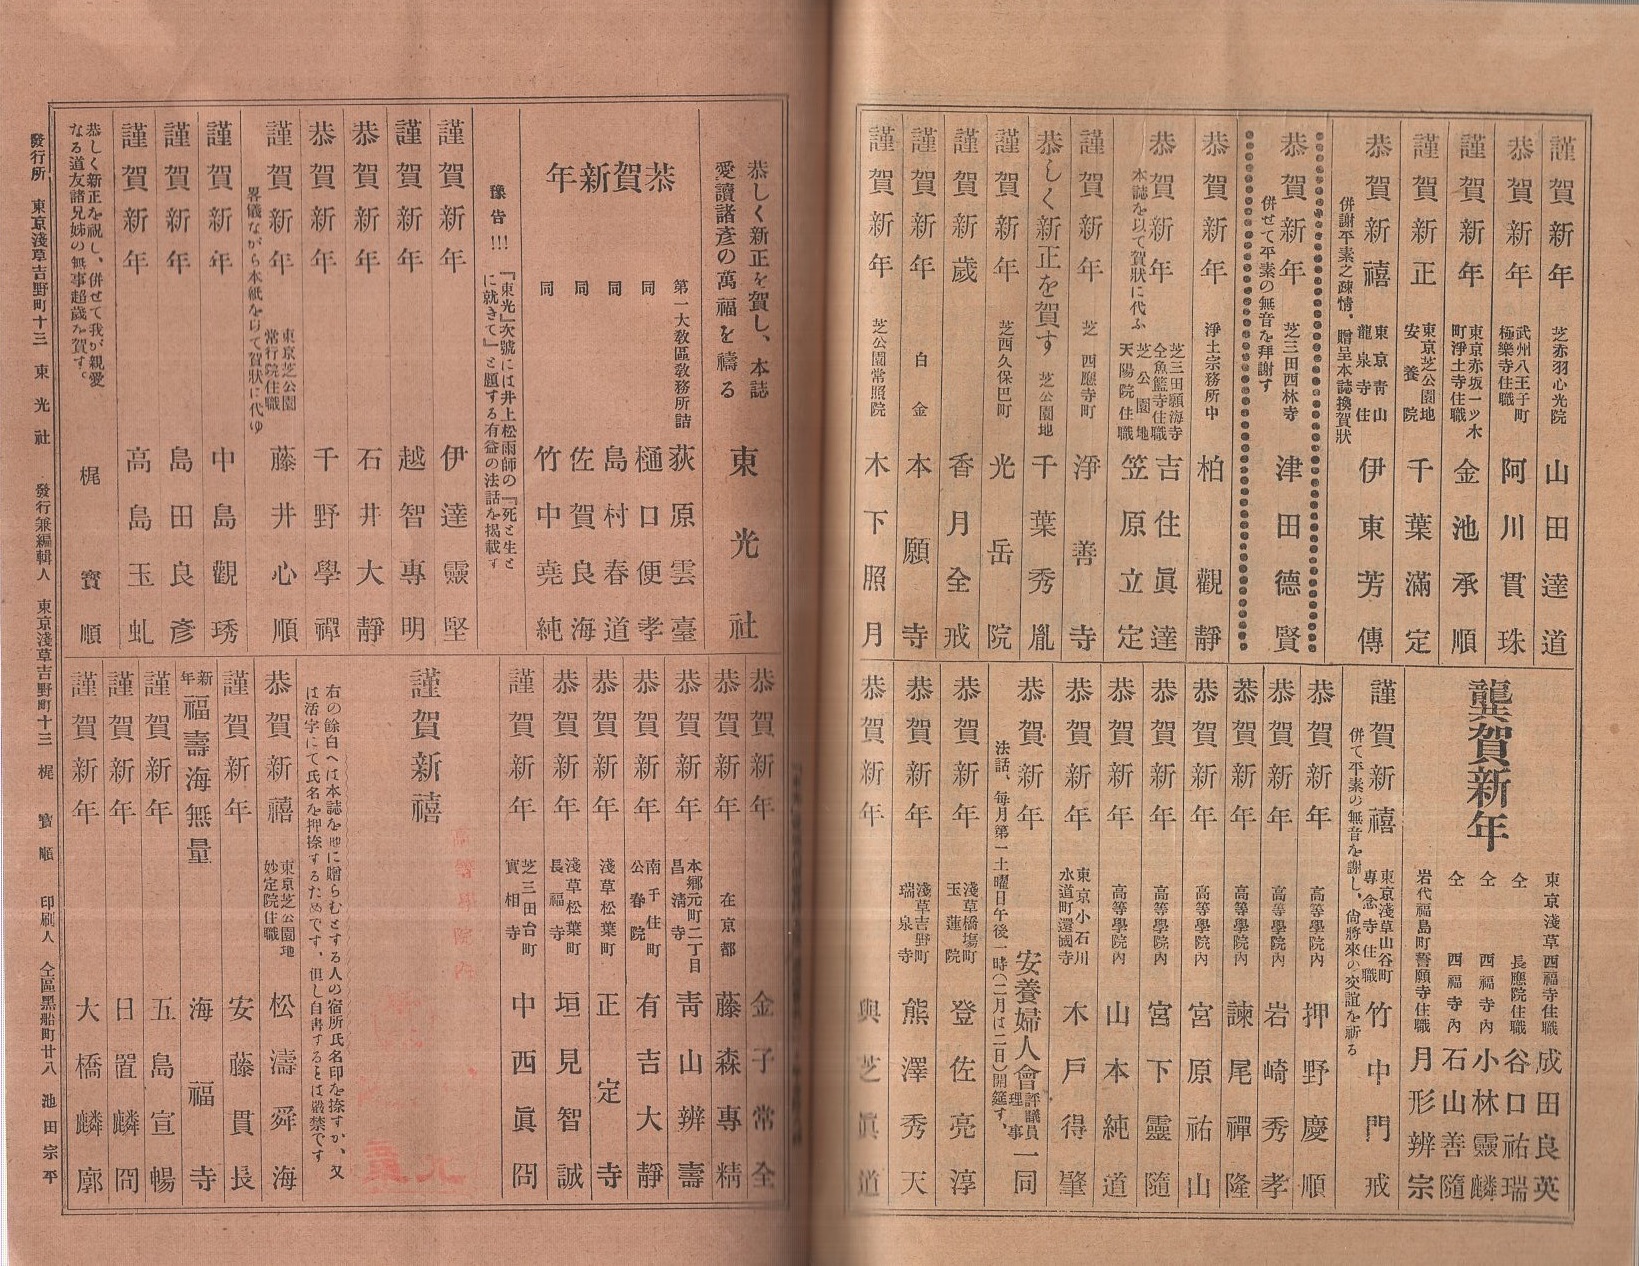 謹賀新年 芝赤羽心光院 山田達道
恭賀新年 武州八王子町極樂寺住職 阿川貫珠
謹賀新年 東京赤坂一ツ木町淨土寺住職 金池承順
謹賀新正 東京芝公園地安養院 千葉滿定
恭賀新禧 東京青山龍泉寺住 伊東芳傳
併謝平素之疎情、贈呈本誌換賀狀
恭賀新年 芝三田西林寺 津田德賢
併せて平素の無音を拜謝す
恭賀新年 淨土宗務所中 柏觀靜
恭賀新年 芝三田願海寺仝魚籃寺住職 吉住眞達
本誌を以て賀狀に代ふ 芝公園地天陽院住職 笠原立定
謹賀新年 芝西應寺町 淨善寺
恭しく新正を賀す 芝公園地 千葉秀胤
謹賀新年 芝西久保巴町 光岳院
謹賀新歲 香月全戒
謹賀新年 白金 本願寺
謹賀新年 芝公園常照院 木下照月
龔賀新年
東京淺草西福寺住職 成田良英
仝 長應院住職 谷口祐瑞
仝 西福寺內 小林靈麟
仝 西福寺內 石山善隨
岩代福島町誓願寺住職 月形辨宗
謹賀新禧 東京淺草山谷町專念寺住職 竹中門戒
併て平素の無音を謝し、尙將來の交誼を祈る
恭賀新年 高等學院內 押野慶順
恭賀新年 高等學院內 岩崎秀孝
恭賀新年 高等學院內 諫尾禪隆
恭賀新年 高等學院內 宮原祐山
恭賀新年 高等學院內 宮下靈隨
恭賀新年 高等學院內 山本純道
恭賀新年 東京小石川水道町還國寺 木戸得肇
恭賀新年 安養婦人會評議員理事一同
法話、每月第一土曜日午後一時(二月は二日)開筵す、
恭賀新年 淺草橋塲町玉蓮院 登佐亮淳
恭賀新年 淺草吉野町瑞泉寺 熊澤秀天
恭賀新年 與芝眞道
恭しく新正を賀し、本誌
愛讀諸彥の萬福を禱る 東光社
恭賀新年
第一大敎區敎務所詰 荻原雲臺
同 樋口便孝
同 島村春道
同 佐賀良海
同 竹中堯純
豫告!!! 『東光』次號には井上松雨師の『死と生と
に就きて』と題する有益の法話を揭載す
謹賀新年 伊達靈堅
謹賀新年 越智專明
恭賀新年 石井大靜
恭賀新年 千野學禪
謹賀新年 東京芝公園常行院住職 藤井心順
畧儀ながら本紙を以て賀狀に代ゆ
謹賀新年 中島觀琇
謹賀新年 島田良彥
謹賀新年 高島玉虬
恭しく新正を祝し、併せて我が親愛
なる道友諸兄姊の無事超歲を賀す。 梶寶順
恭賀新年 金子常全
恭賀新年 在京都 藤森專精
恭賀新年 本鄕元町二丁目昌淸寺 靑山辨壽
恭賀新年 南千住町公春院 有吉大靜
恭賀新年 淺草松葉町 正定寺
恭賀新年 淺草松葉町長福寺 垣見智誠
謹賀新年 芝三田台町實相寺 中西眞冏
謹賀新禧
右の餘白へは本誌を他に贈らむとする人の宿所氏名印を捺すか、又
は活字にて氏名を押捺するためです、但し自書することは嚴禁です
恭賀新禧 東京芝公園地妙定院住職 松濤舜海
謹賀新年 安藤貫長
新年 福壽海無量 海福寺
謹賀新年 五島宣暢
謹賀新年 日置麟冏
謹賀新年 大橋麟廓
發行所 東京淺草吉野町十三 東光社 發行兼編輯人 東京淺草吉野町十三 梶寶順 印刷人 仝區黑船町廿八 池田宗平